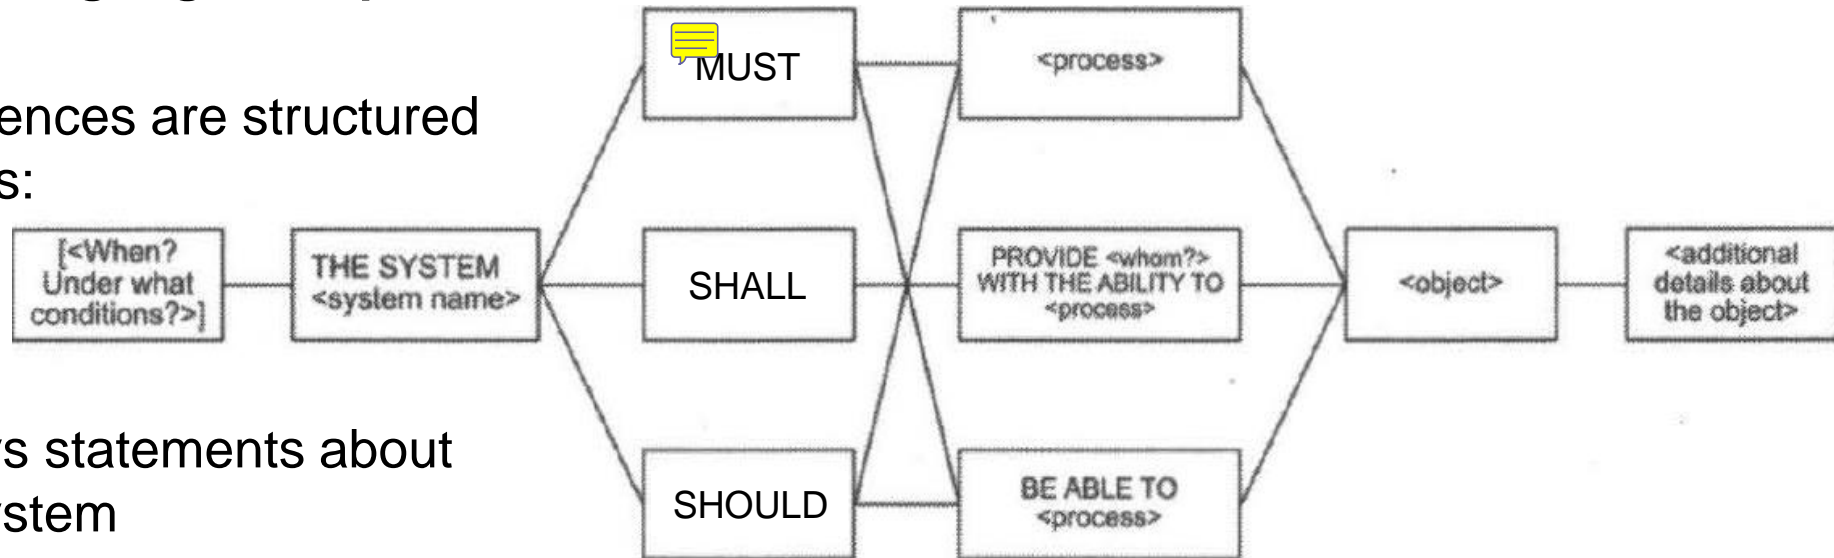 ences are structured
s:
[<When?
Under what
conditions?>]
THE SYSTEM
<system name>
MUST
SHALL
SHOULD
<process>
PROVIDE <whom?>
WITH THE ABILITY TO
<process>
BE ABLE TO
<process>
<object>
<additional
details about
the object>
s statements about
stem